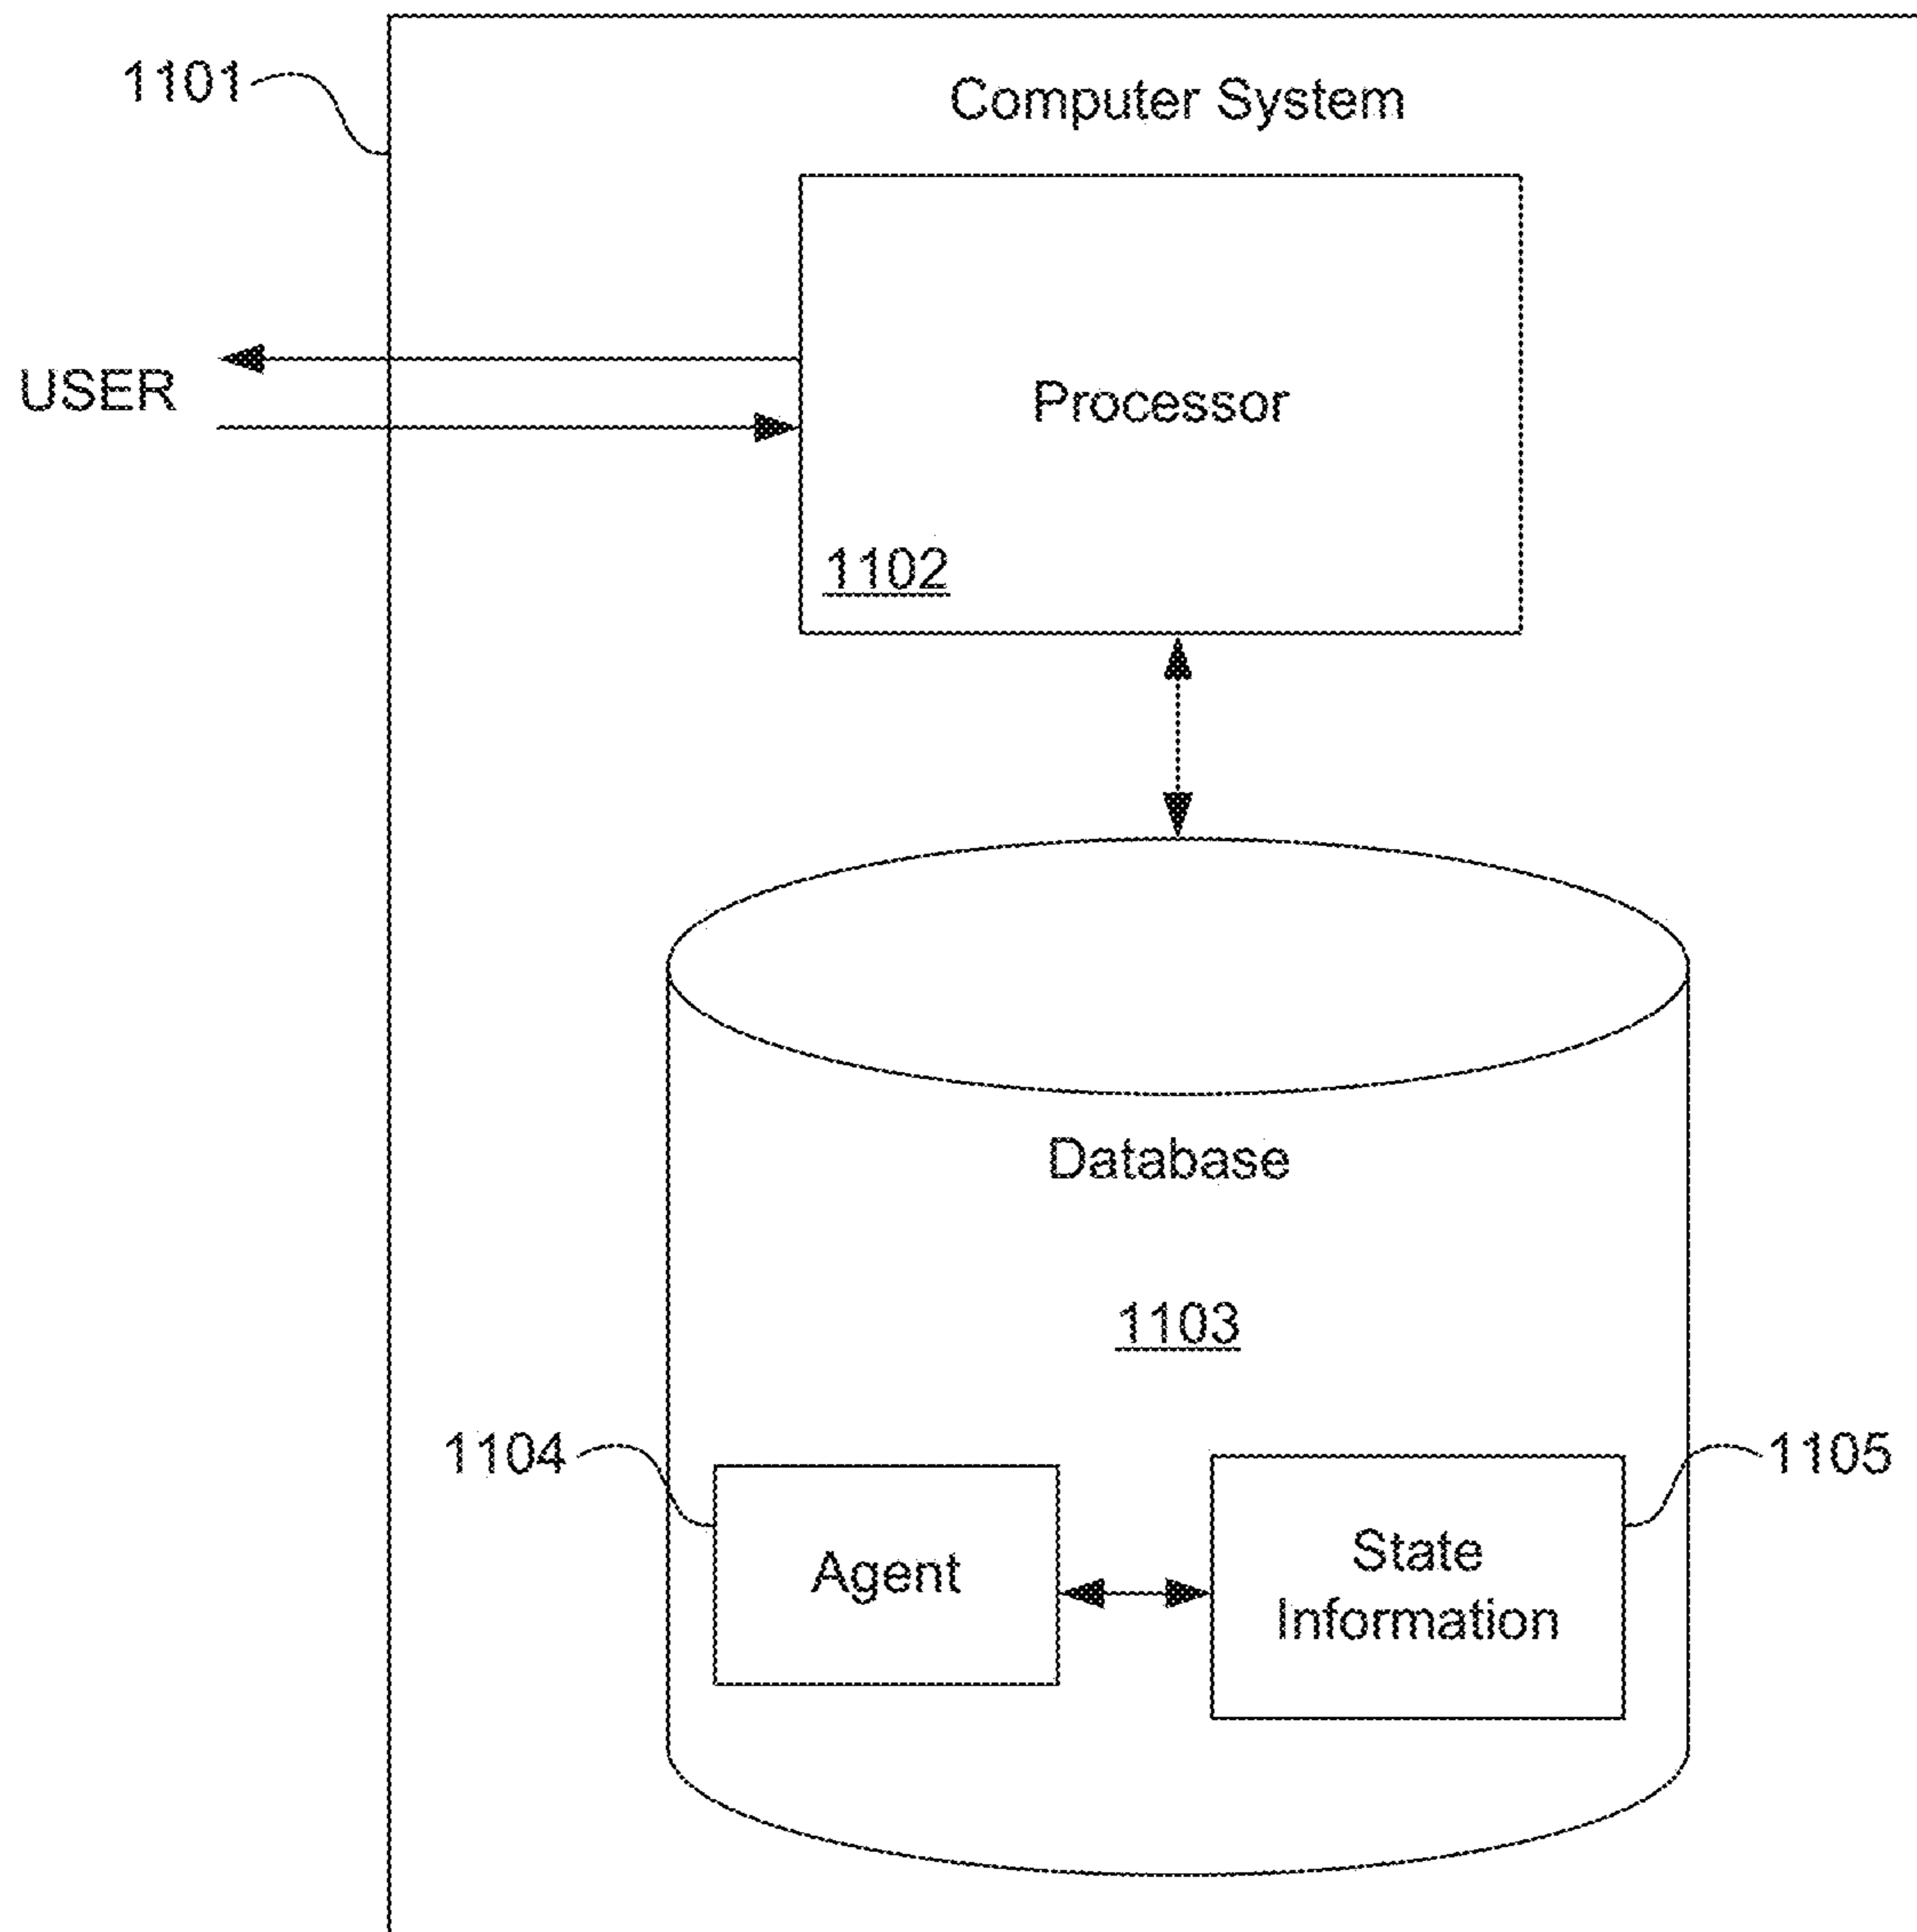 1101
Computer System
USER
Processor
1102
Database
1103
1104
1105
Agent
State
Information